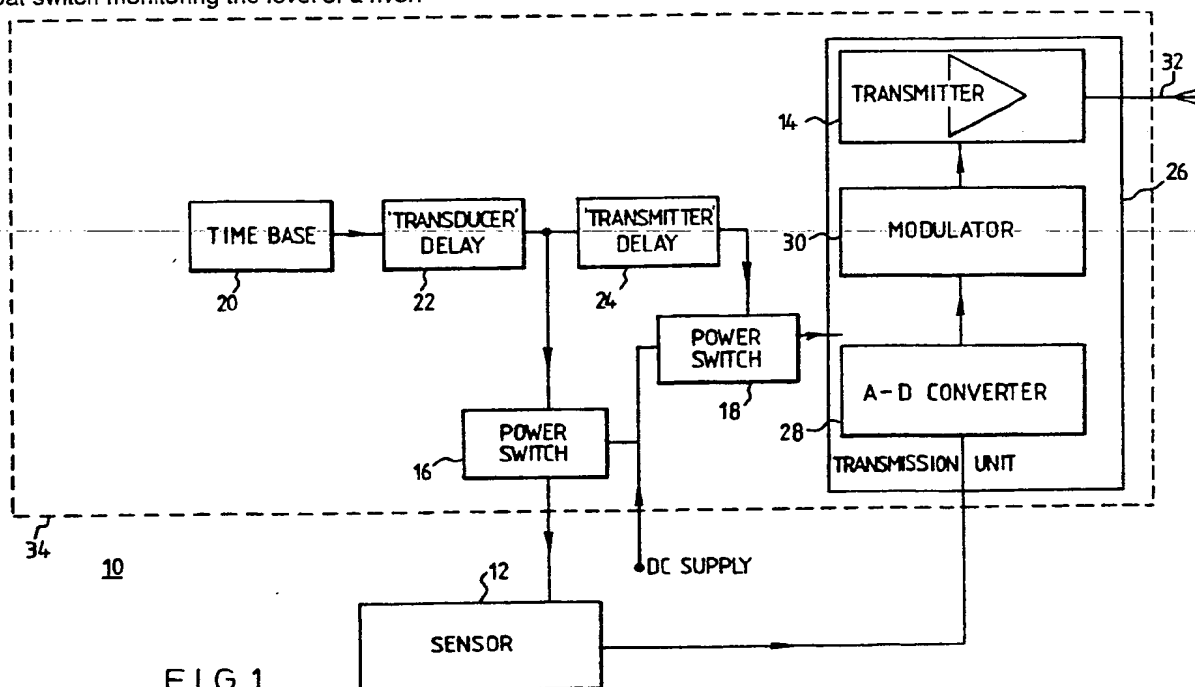 switch monitoring the level of a river.
TRANSMITTER
32
14
26
'TRANSDUCER' DELAY
'TRANSMITTER' DELAY
TIME BASE
MODULATOR
30
20
22
24
POWER SWITCH
18
A-D CONVERTER
28
POWER SWITCH
16
TRANSMISSION UNIT
34
10
DC SUPPLY
12
SENSOR
FIG.1